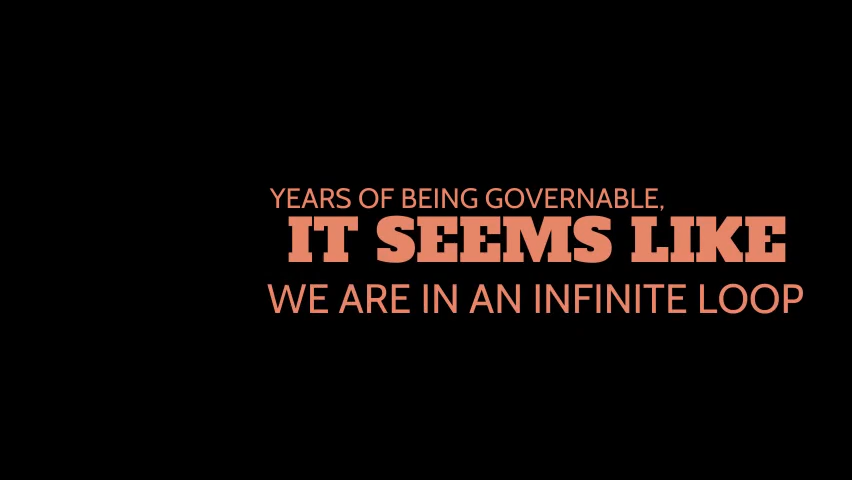 YEARS OF BEING GOVERNABLE,
IT SEEMS LIKE
WE ARE IN AN INFINITE LOOP